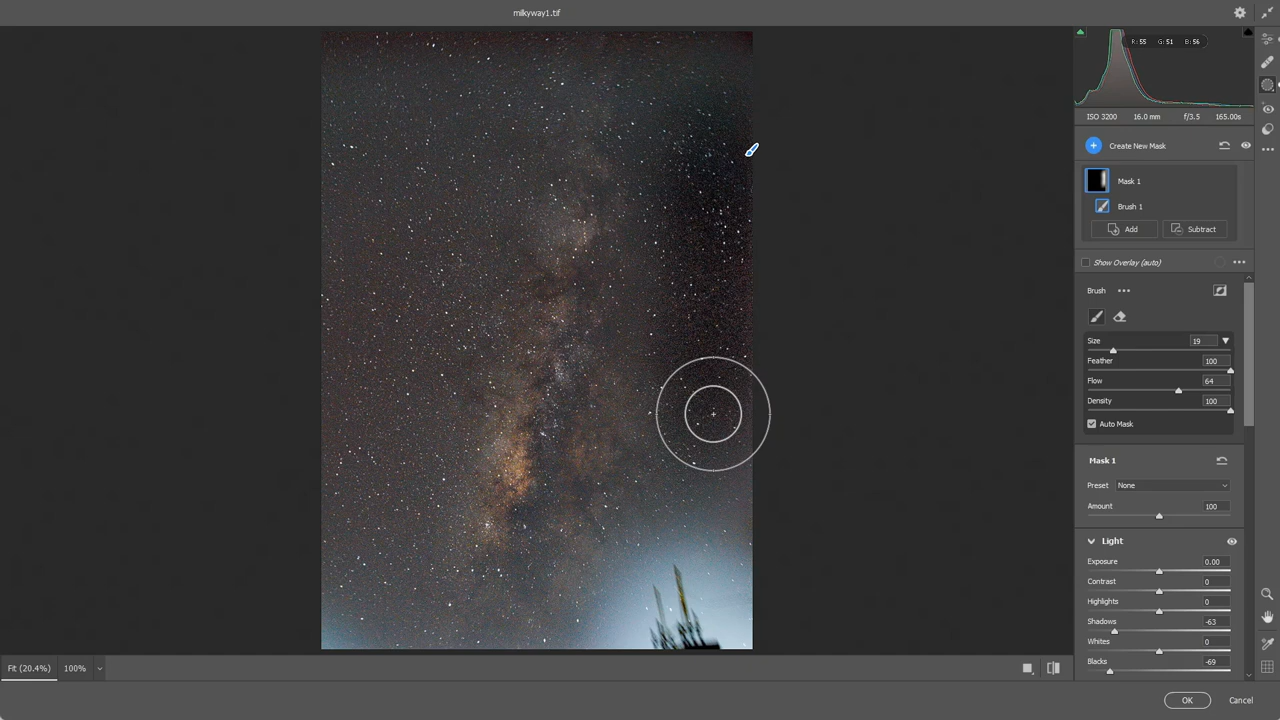 milkyway1.tif
R: 55 G: 51 B: 56
ISO 3200 16.0 mm f/3.5 165.00s
Create New Mask
Mask 1
Brush 1
Add Subtract
Show Overlay (auto)
Brush
Size 19
Feather 100
Flow 64
Density 100
Auto Mask
Mask 1
Preset None
Amount 100
Light
Exposure 0.00
Contrast 0
Highlights 0
Shadows -63
Whites 0
Blacks -69
Fit (20.4%) 100%
OK Cancel